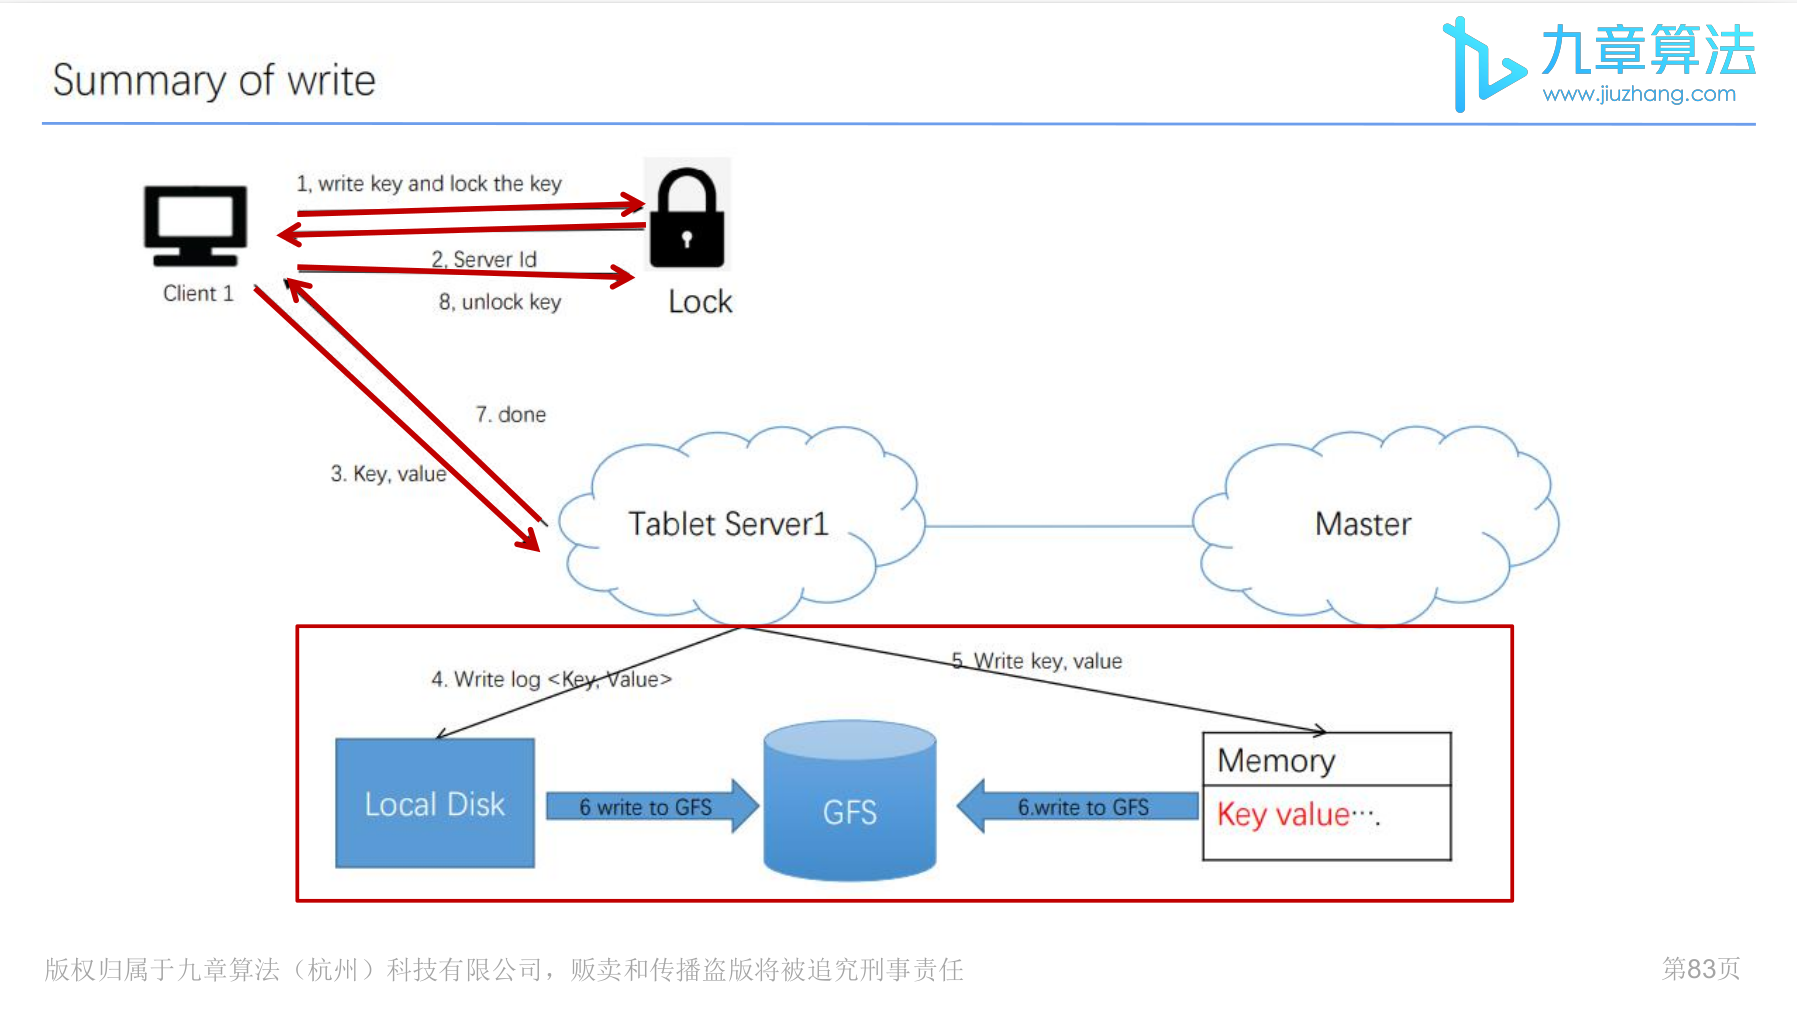 Summary of write
九章算法
www.jiuzhang.com
1, write key and lock the key
2, Server Id
8, unlock key
Client 1
Lock
7. done
3. Key, value
Tablet Server1
Master
4. Write log <Key, Value>
5. Write key, value
Local Disk
6 write to GFS
GFS
6.write to GFS
Memory
Key value….
版权归属于九章算法（杭州）科技有限公司，贩卖和传播盗版将被追究刑事责任
第83页